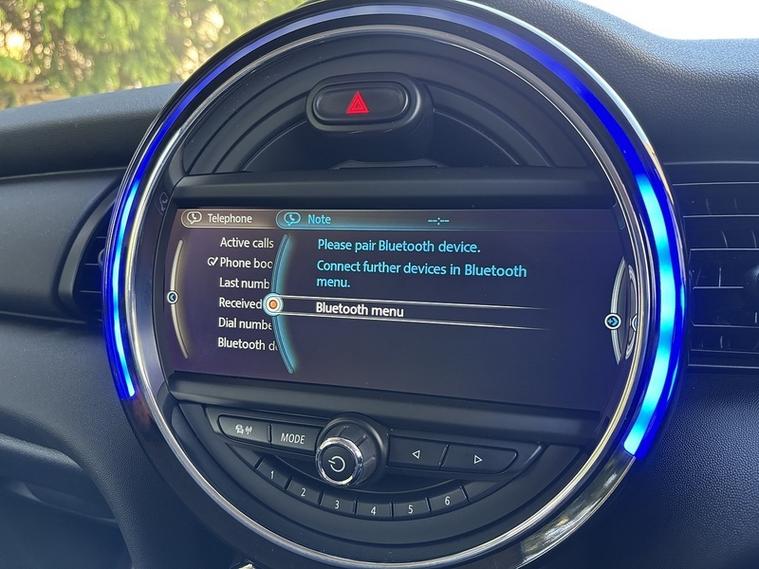 Telephone
Note
--:--
Active calls
Phone boo
Last numb
Received
Dial numbe
Bluetooth d
Please pair Bluetooth device.
Connect further devices in Bluetooth
menu.
Bluetooth menu
MODE
1 2 3 4 5 6